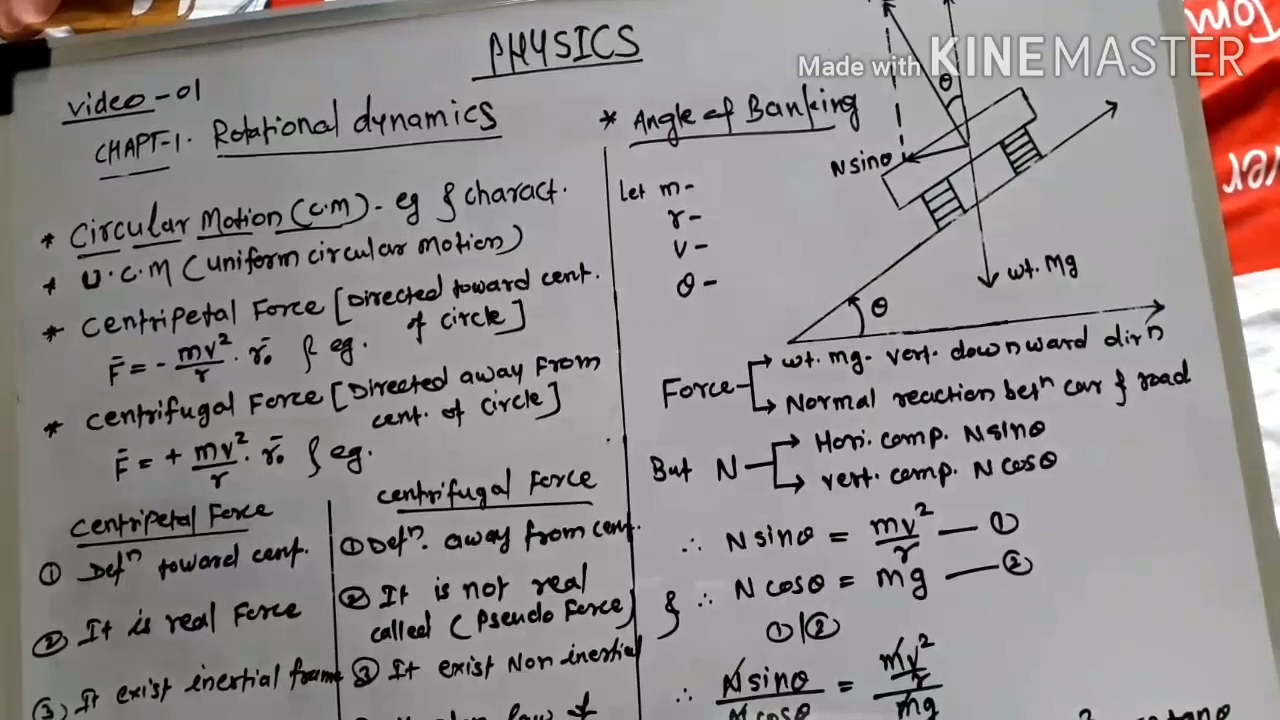 PHYSICS
Made with KINEMASTER
video-01
CHAPT-1. Rotational dynamics
* Circular Motion (C.M) - eg & charact.
* U.C.M (uniform circular motion)
* centripetal Force [Directed toward cent. of circle]
F̄ = - mv²/r · r̄₀ & eg.
* centrifugal Force [Directed away from cent. of circle]
F̄ = + mv²/r · r̄₀ & eg.
centripetal Force
① Defⁿ toward cent.
② It is real Force
③ It exist inertial frame
centrifugal Force
① Defⁿ. away from cent.
② It is not real
called (Pseudo Force)
③ It exist Non inertial
law of
* Angle of Banking
Let m-
r-
v-
θ-
θ
N sinθ
wt. Mg
θ
Force
wt. mg - vert. downward dirⁿ
Normal reaction betⁿ car & road
But N
Hori. comp. N sinθ
vert. comp. N cosθ
∴ N sinθ = mv²/r — ①
& ∴ N cosθ = mg — ②
①/②
∴ N sinθ / N cosθ = mv²/r / mg